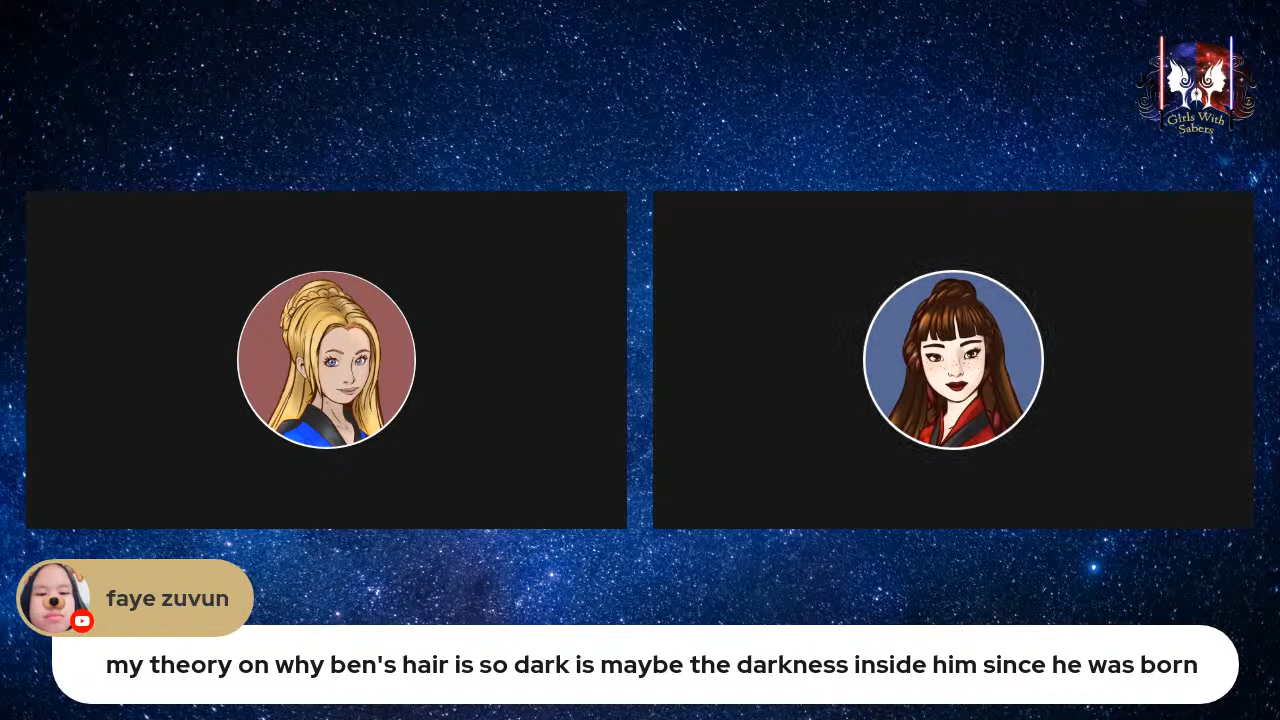 Girls With
Sabers
faye zuvun
my theory on why ben's hair is so dark is maybe the darkness inside him since he was born